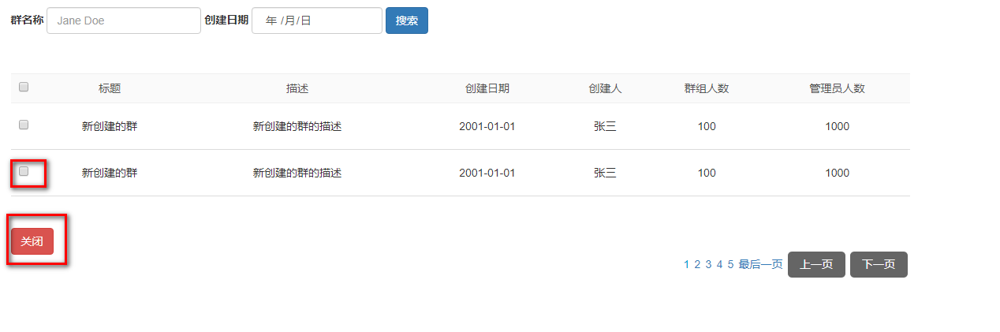 群名称 Jane Doe 创建日期 年 /月/日 搜索
标题 描述 创建日期 创建人 群组人数 管理员人数
新创建的群 新创建的群的描述 2001-01-01 张三 100 1000
新创建的群 新创建的群的描述 2001-01-01 张三 100 1000
关闭
1 2 3 4 5 最后一页 上一页 下一页